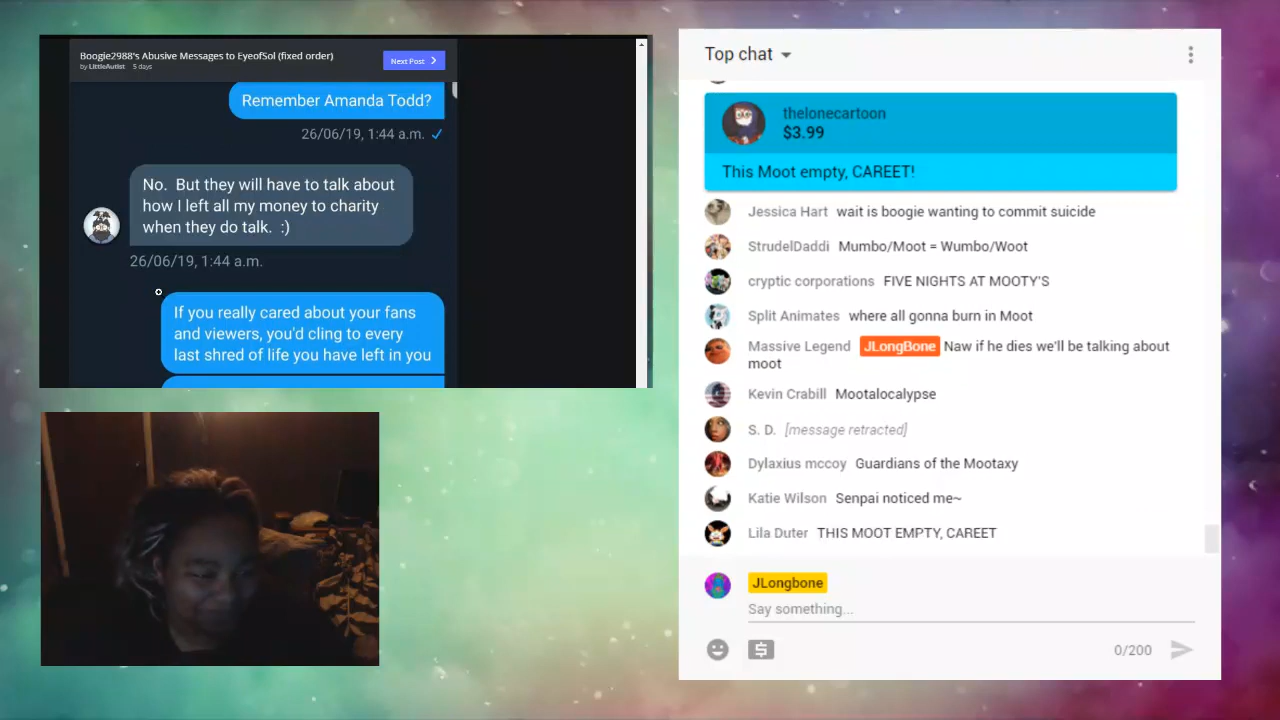 Boogie2988's Abusive Messages to EyeofSol (fixed order)
by LittleAutist 5 days
Next Post
Remember Amanda Todd?
26/06/19, 1:44 a.m.
No. But they will have to talk about
how I left all my money to charity
when they do talk. :)
26/06/19, 1:44 a.m.
If you really cared about your fans
and viewers, you'd cling to every
last shred of life you have left in you
Top chat
thelonecartoon
$3.99
This Moot empty, CAREET!
Jessica Hart wait is boogie wanting to commit suicide
StrudelDaddi Mumbo/Moot = Wumbo/Woot
cryptic corporations FIVE NIGHTS AT MOOTY'S
Split Animates where all gonna burn in Moot
Massive Legend JLongBone Naw if he dies we'll be talking about
moot
Kevin Crabill Mootalocalypse
S. D. [message retracted]
Dylaxius mccoy Guardians of the Mootaxy
Katie Wilson Senpai noticed me~
Lila Duter THIS MOOT EMPTY, CAREET
JLongbone
Say something...
0/200